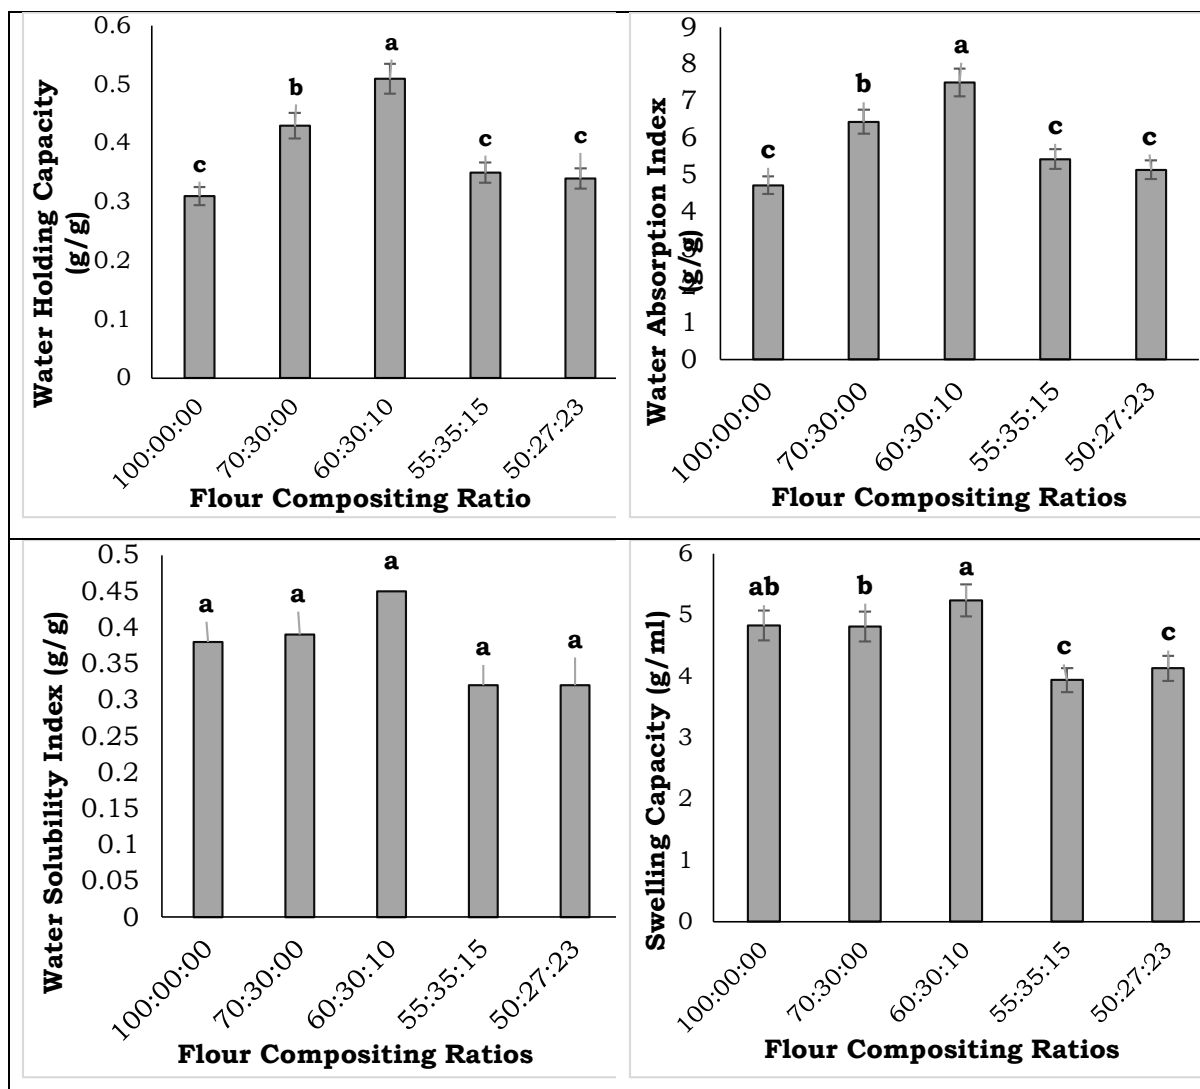 0.6
0.5
0.4
0.3
0.2
0.1
0
Water Holding Capacity
(g/g)
c
b
a
c
c
100:00:00
70:30:00
60:30:10
55:35:15
50:27:23
Flour Compositing Ratio
9
8
7
6
5
4
1
0
Water Absorption Index
(g/g)
c
b
a
c
c
100:00:00
70:30:00
60:30:10
55:35:15
50:27:23
Flour Compositing Ratios
0.5
0.45
0.4
0.35
0.3
0.25
0.2
0.15
0.1
0.05
0
Water Solubility Index (g/g)
a
a
a
a
a
100:00:00
70:30:00
60:30:10
55:35:15
50:27:23
Flour Compositing Ratios
6
5
4
3
2
1
0
Swelling Capacity (g/ml)
ab
b
a
c
c
100:00:00
70:30:00
60:30:10
55:35:15
50:27:23
Flour Compositing Ratios